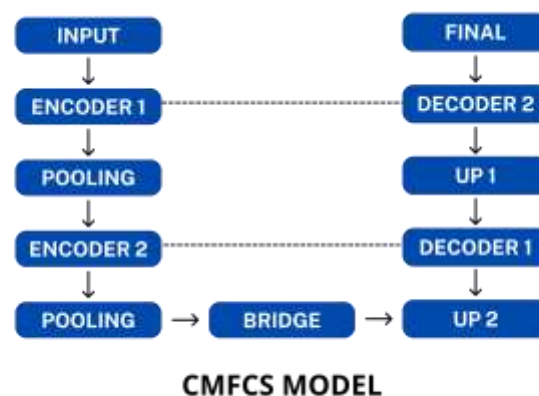 INPUT
FINAL
ENCODER 1
DECODER 2
POOLING
UP 1
ENCODER 2
DECODER 1
POOLING
BRIDGE
UP 2
CMFCS MODEL